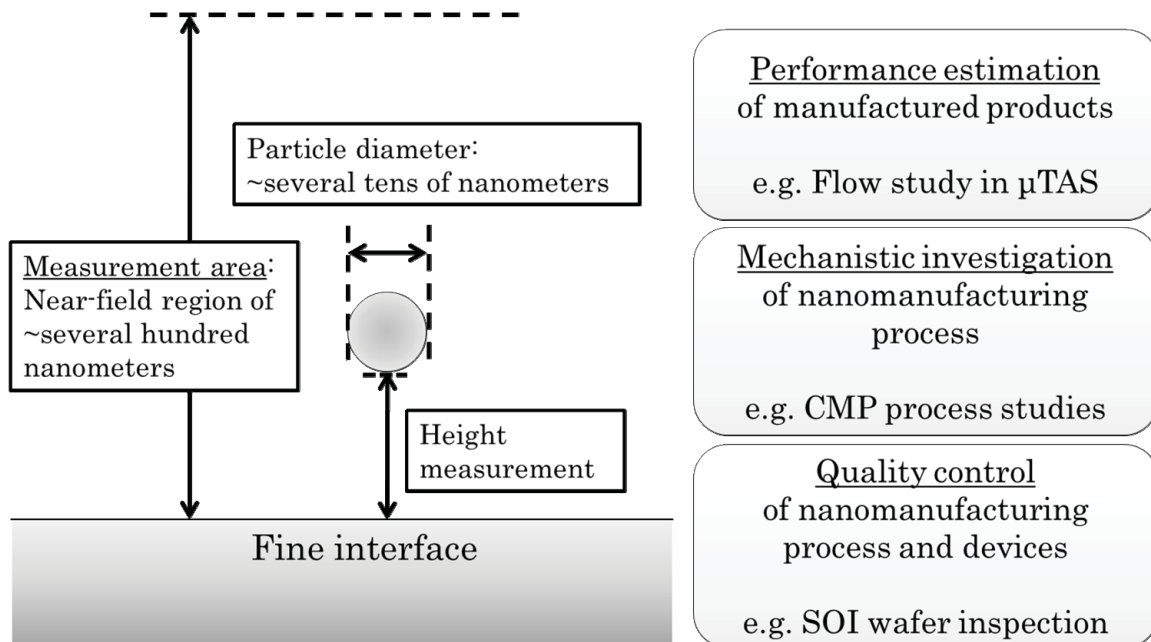 Particle diameter:
~several tens of nanometers
Measurement area:
Near-field region of
~several hundred
nanometers
Height
measurement
Fine interface
Performance estimation
of manufactured products
e.g. Flow study in µTAS
Mechanistic investigation
of nanomanufacturing
process
e.g. CMP process studies
Quality control
of nanomanufacturing
process and devices
e.g. SOI wafer inspection